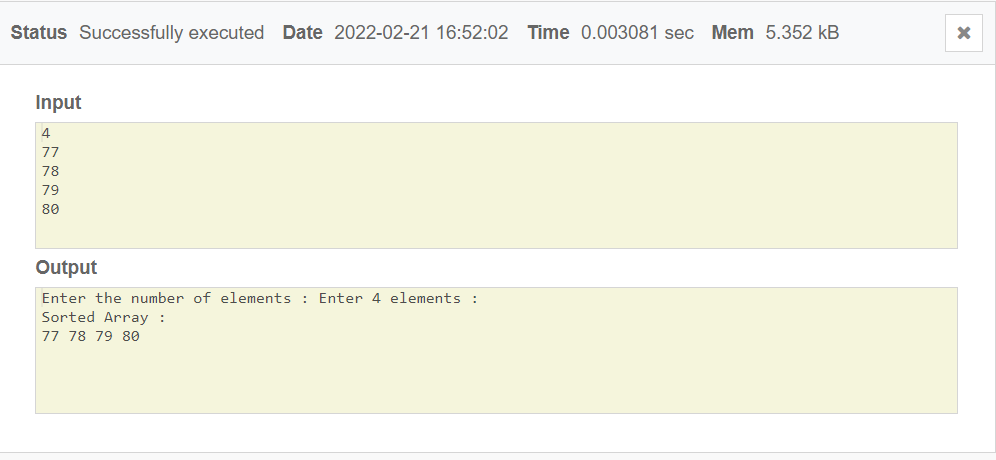 Status Successfully executed Date 2022-02-21 16:52:02 Time 0.003081 sec Mem 5.352 kB
Input
4
77
78
79
80
Output
Enter the number of elements : Enter 4 elements :
Sorted Array :
77 78 79 80